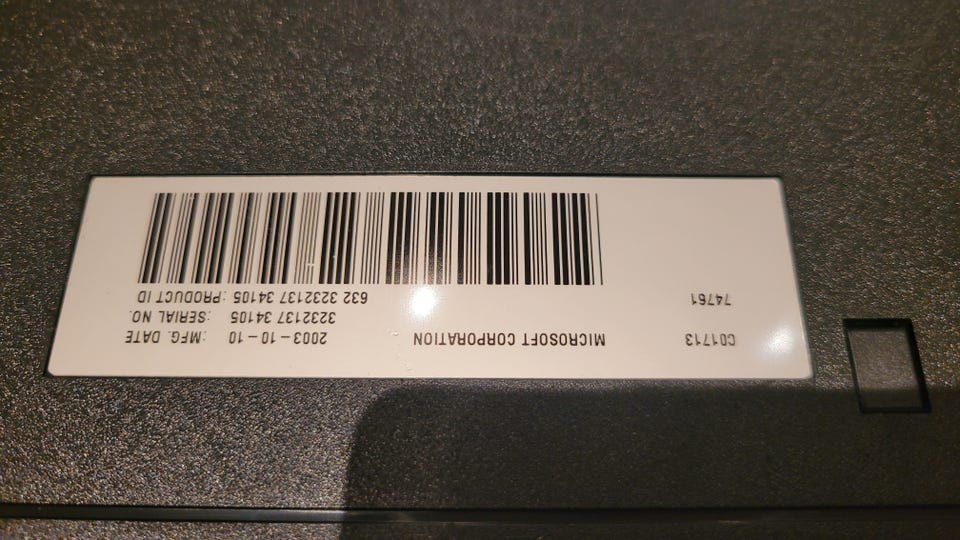 C01713 MICROSOFT CORPORATION 2003-10-10 :MFG. DATE
3232137 34105 :SERIAL NO.
74761 632 3232137 34105 :PRODUCT ID